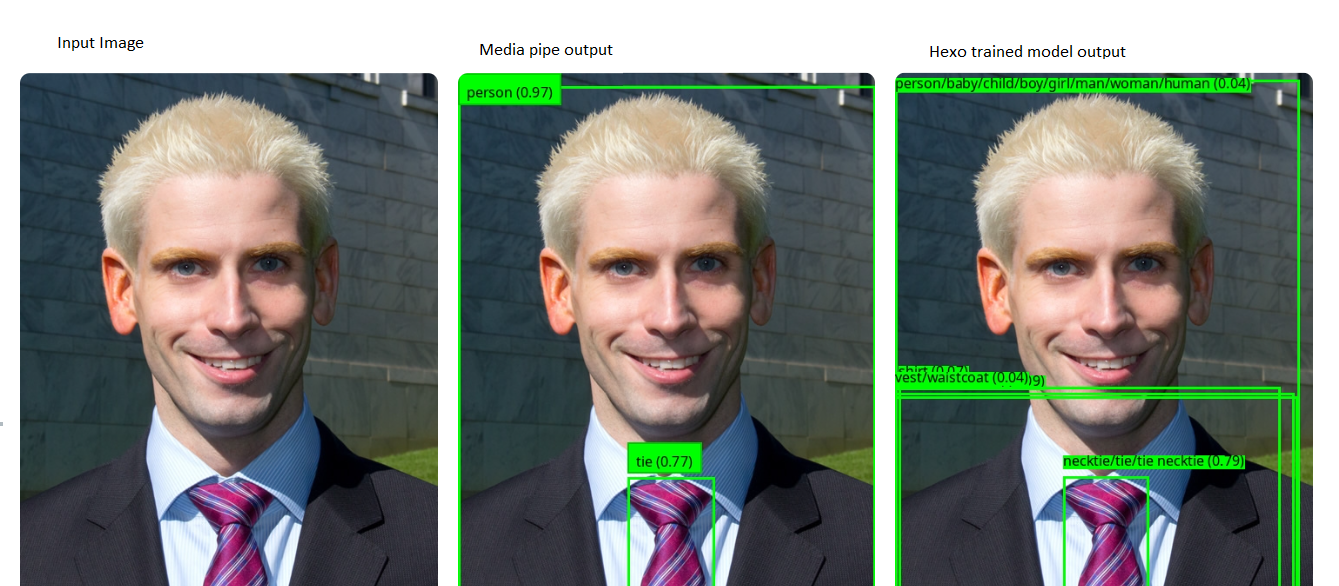 Input Image
Media pipe output
Hexo trained model output
person (0.97)
person/baby/child/boy/girl/man/woman/human (0.04)
vest/waistcoat (0.04) 9)
tie (0.77)
necktie/tie/tie necktie (0.79)